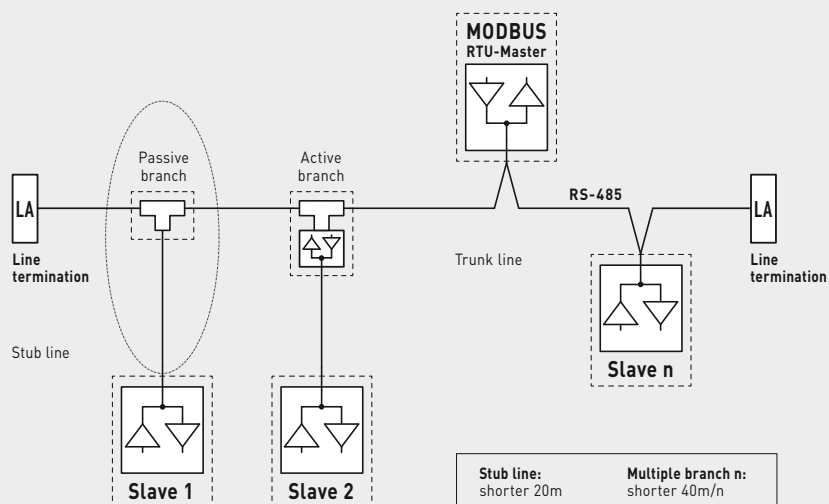 MODBUS
RTU-Master
Passive
branch
Active
branch
LA
RS-485
LA
Line
termination
Trunk line
Line
termination
Stub line
Slave n
Slave 1
Slave 2
Stub line:
shorter 20m
Multiple branch n:
shorter 40m/n